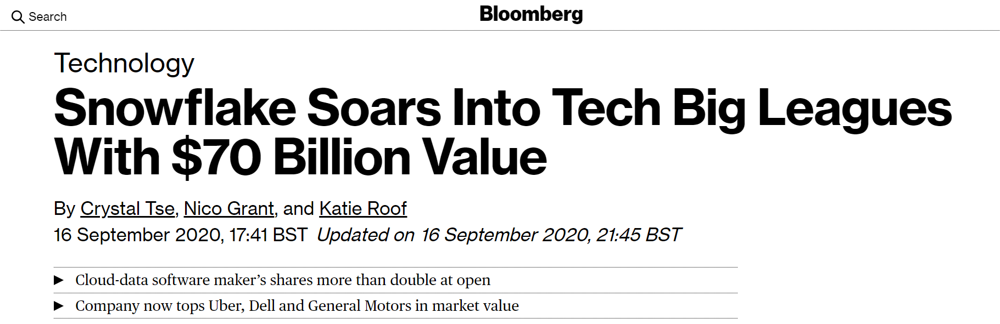 Search
Bloomberg
Technology
Snowflake Soars Into Tech Big Leagues
With $70 Billion Value
By Crystal Tse, Nico Grant, and Katie Roof
16 September 2020, 17:41 BST Updated on 16 September 2020, 21:45 BST
Cloud-data software maker’s shares more than double at open
Company now tops Uber, Dell and General Motors in market value